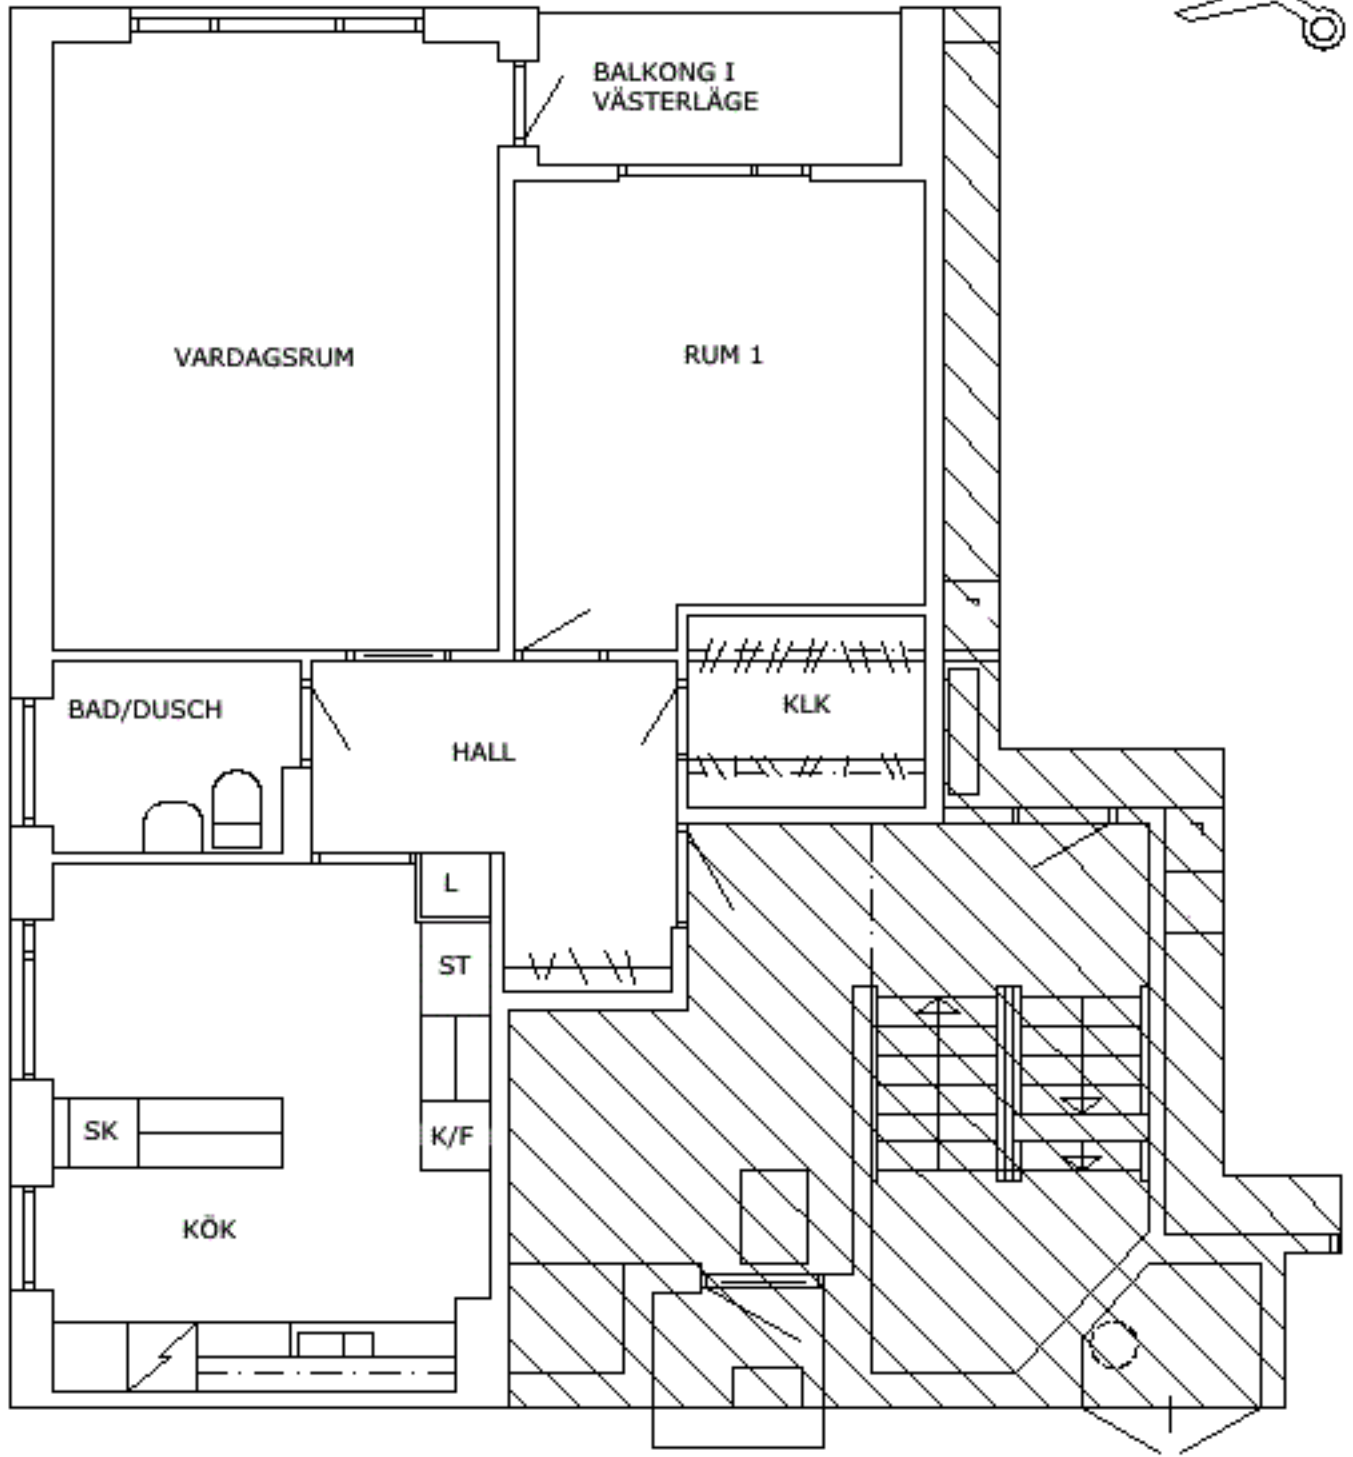 BALKONG I
VÄSTERLÄGE
VARDAGSRUM
RUM 1
BAD/DUSCH
HALL
KLK
L
ST
SK
K/F
KÖK